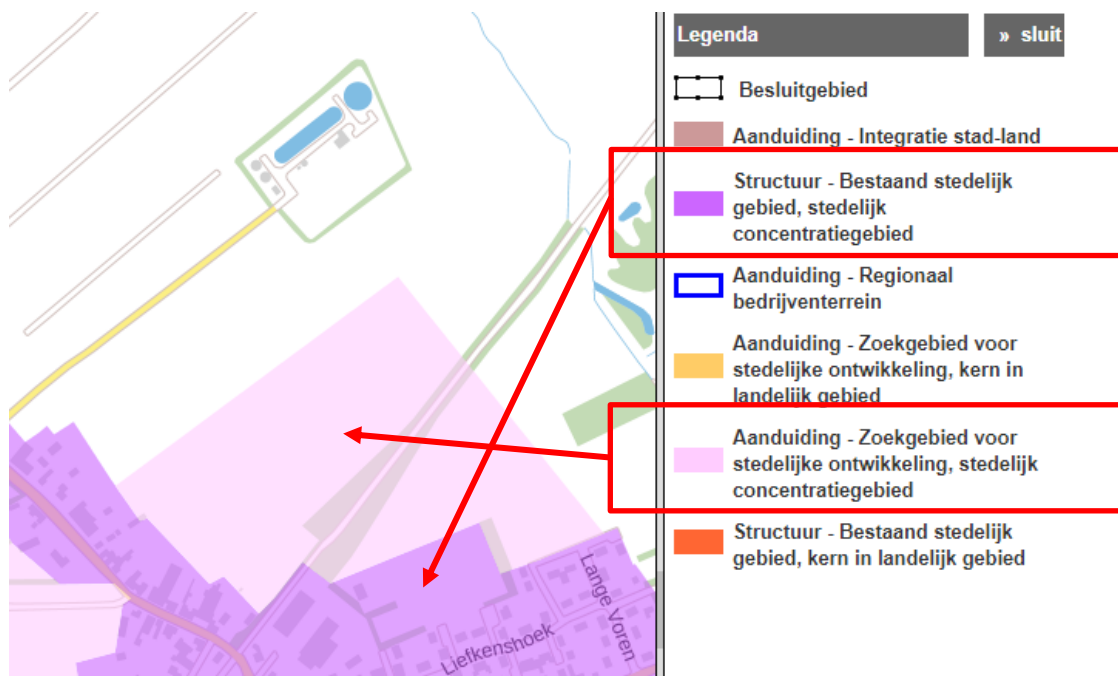 Legenda
» sluit
Besluitgebied
Aanduiding - Integratie stad-land
Structuur - Bestaand stedelijk
gebied, stedelijk
concentratiegebied
Aanduiding - Regionaal
bedrijventerrein
Aanduiding - Zoekgebied voor
stedelijke ontwikkeling, kern in
landelijk gebied
Aanduiding - Zoekgebied voor
stedelijke ontwikkeling, stedelijk
concentratiegebied
Structuur - Bestaand stedelijk
gebied, kern in landelijk gebied
Lange Voren
Liefkenshoek